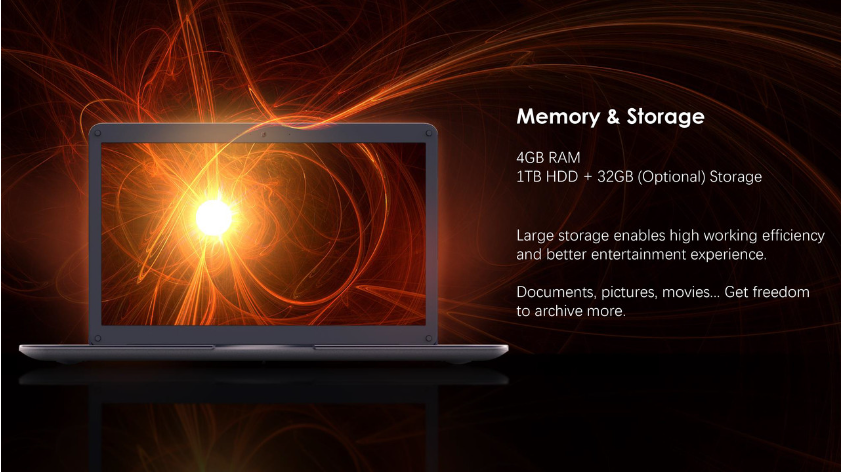 Memory & Storage
4GB RAM
1TB HDD + 32GB (Optional) Storage
Large storage enables high working efficiency
and better entertainment experience.
Documents, pictures, movies... Get freedom
to archive more.